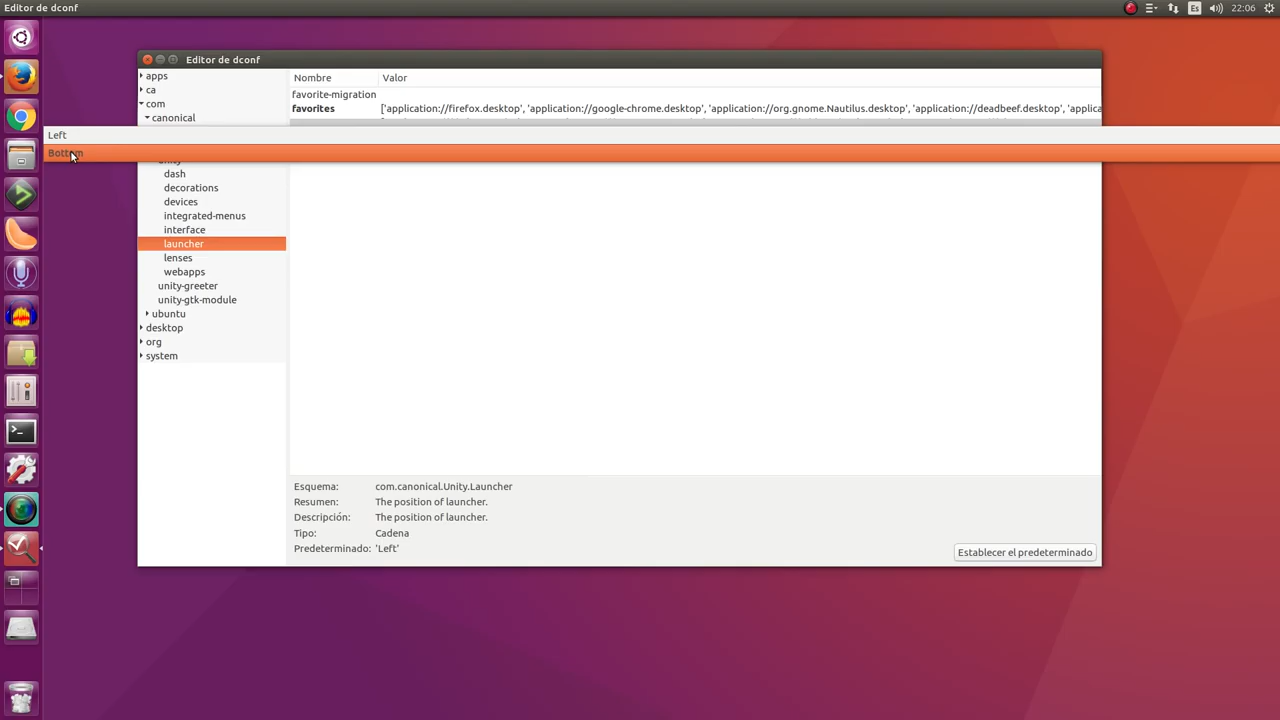 Editor de dconf
Es
22:06
Editor de dconf
apps
ca
com
canonical
dash
decorations
devices
integrated-menus
interface
launcher
lenses
webapps
unity-greeter
unity-gtk-module
ubuntu
desktop
org
system
Nombre Valor
favorite-migration
favorites ['application://firefox.desktop', 'application://google-chrome.desktop', 'application://org.gnome.Nautilus.desktop', 'application://deadbeef.desktop', 'applica
Left
Bottom
Esquema: com.canonical.Unity.Launcher
Resumen: The position of launcher.
Descripción: The position of launcher.
Tipo: Cadena
Predeterminado: 'Left'
Establecer el predeterminado